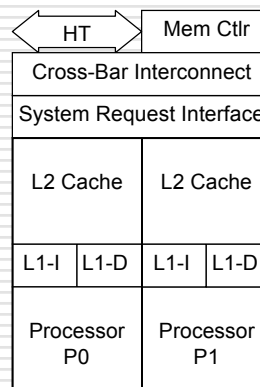 HT Mem Ctlr
Cross-Bar Interconnect
System Request Interface
L2 Cache L2 Cache
L1-I L1-D L1-I L1-D
Processor Processor
P0 P1